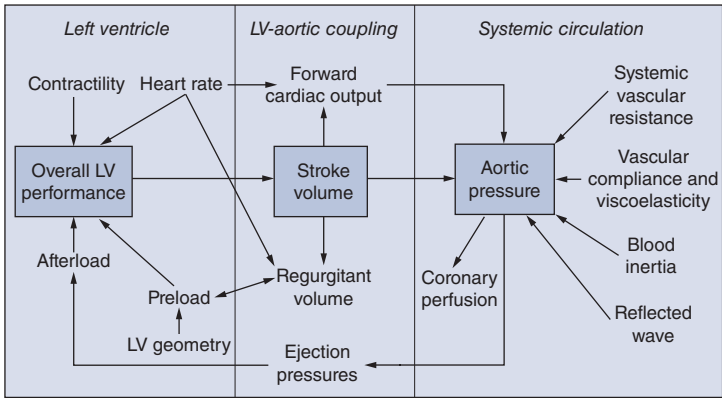 Left ventricle
LV-aortic coupling
Systemic circulation
Contractility
Heart rate
Forward
cardiac output
Systemic
vascular
resistance
Overall LV
performance
Stroke
volume
Aortic
pressure
Vascular
compliance and
viscoelasticity
Afterload
Preload
Regurgitant
volume
Coronary
perfusion
Blood
inertia
LV geometry
Ejection
pressures
Reflected
wave